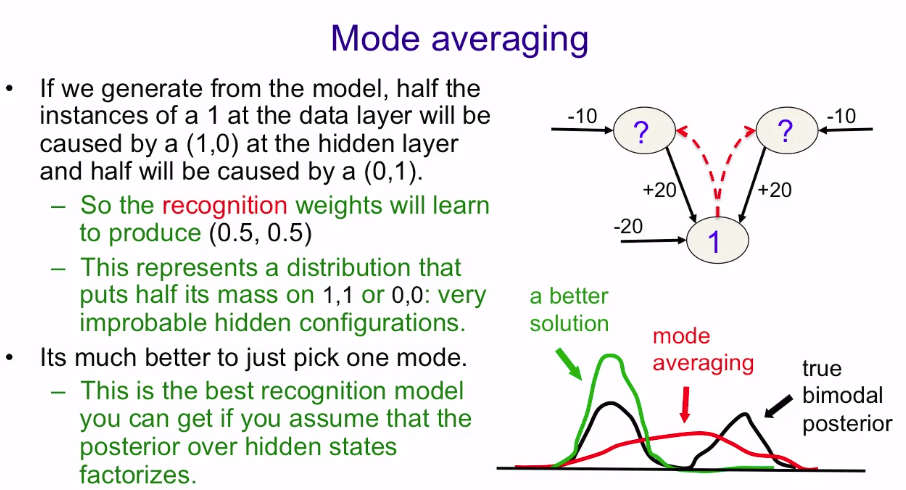 Mode averaging
• If we generate from the model, half the
instances of a 1 at the data layer will be
caused by a (1,0) at the hidden layer
and half will be caused by a (0,1).
– So the recognition weights will learn
to produce (0.5, 0.5)
– This represents a distribution that
puts half its mass on 1,1 or 0,0: very
improbable hidden configurations.
• Its much better to just pick one mode.
– This is the best recognition model
you can get if you assume that the
posterior over hidden states
factorizes.
-10
?
?
-10
+20
+20
-20
1
a better
solution
mode
averaging
true
bimodal
posterior